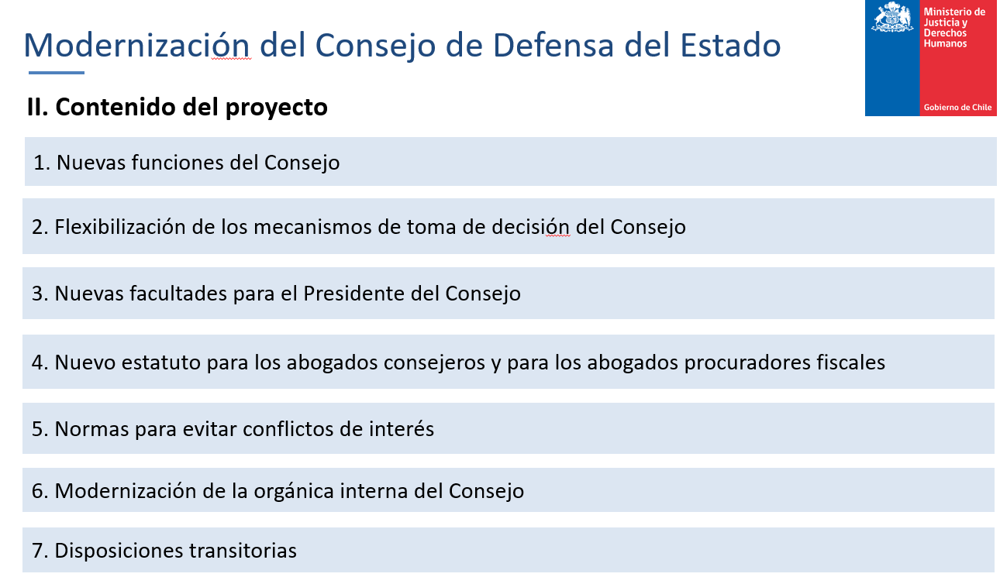 Modernización del Consejo de Defensa del Estado
Ministerio de
Justicia y
Derechos
Humanos
Gobierno de Chile
II. Contenido del proyecto
1. Nuevas funciones del Consejo
2. Flexibilización de los mecanismos de toma de decisión del Consejo
3. Nuevas facultades para el Presidente del Consejo
4. Nuevo estatuto para los abogados consejeros y para los abogados procuradores fiscales
5. Normas para evitar conflictos de interés
6. Modernización de la orgánica interna del Consejo
7. Disposiciones transitorias